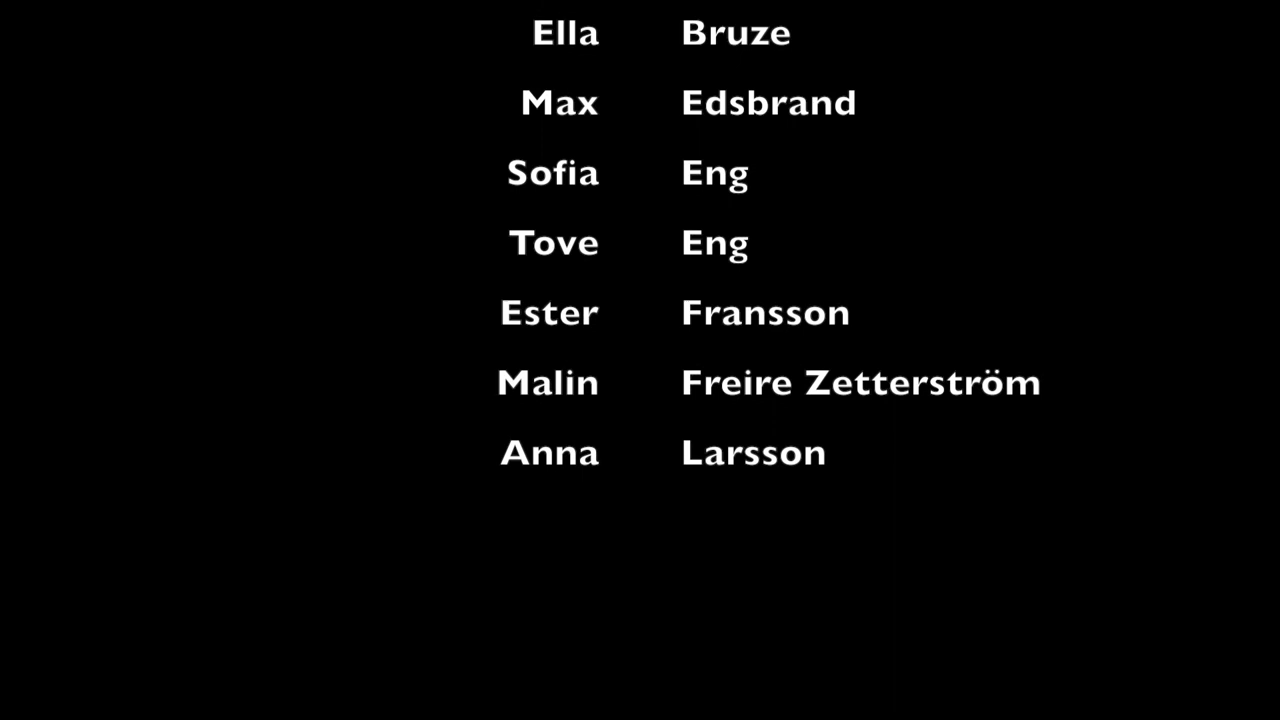 Ella Bruze
Max Edsbrand
Sofia Eng
Tove Eng
Ester Fransson
Malin Freire Zetterström
Anna Larsson